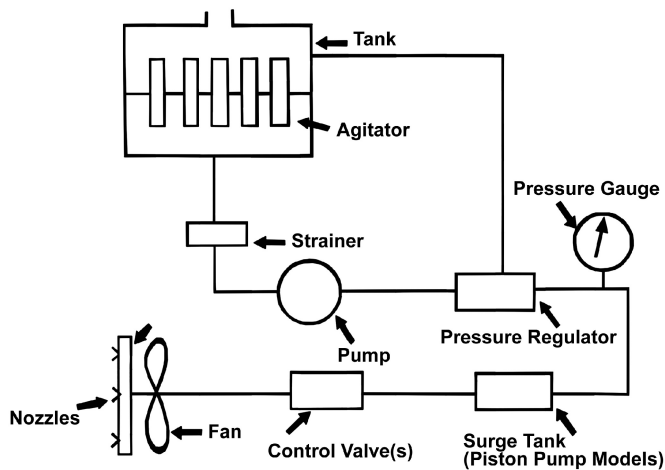 Tank
Agitator
Pressure Gauge
Strainer
Pressure Regulator
Pump
Nozzles
Fan
Control Valve(s)
Surge Tank
(Piston Pump Models)